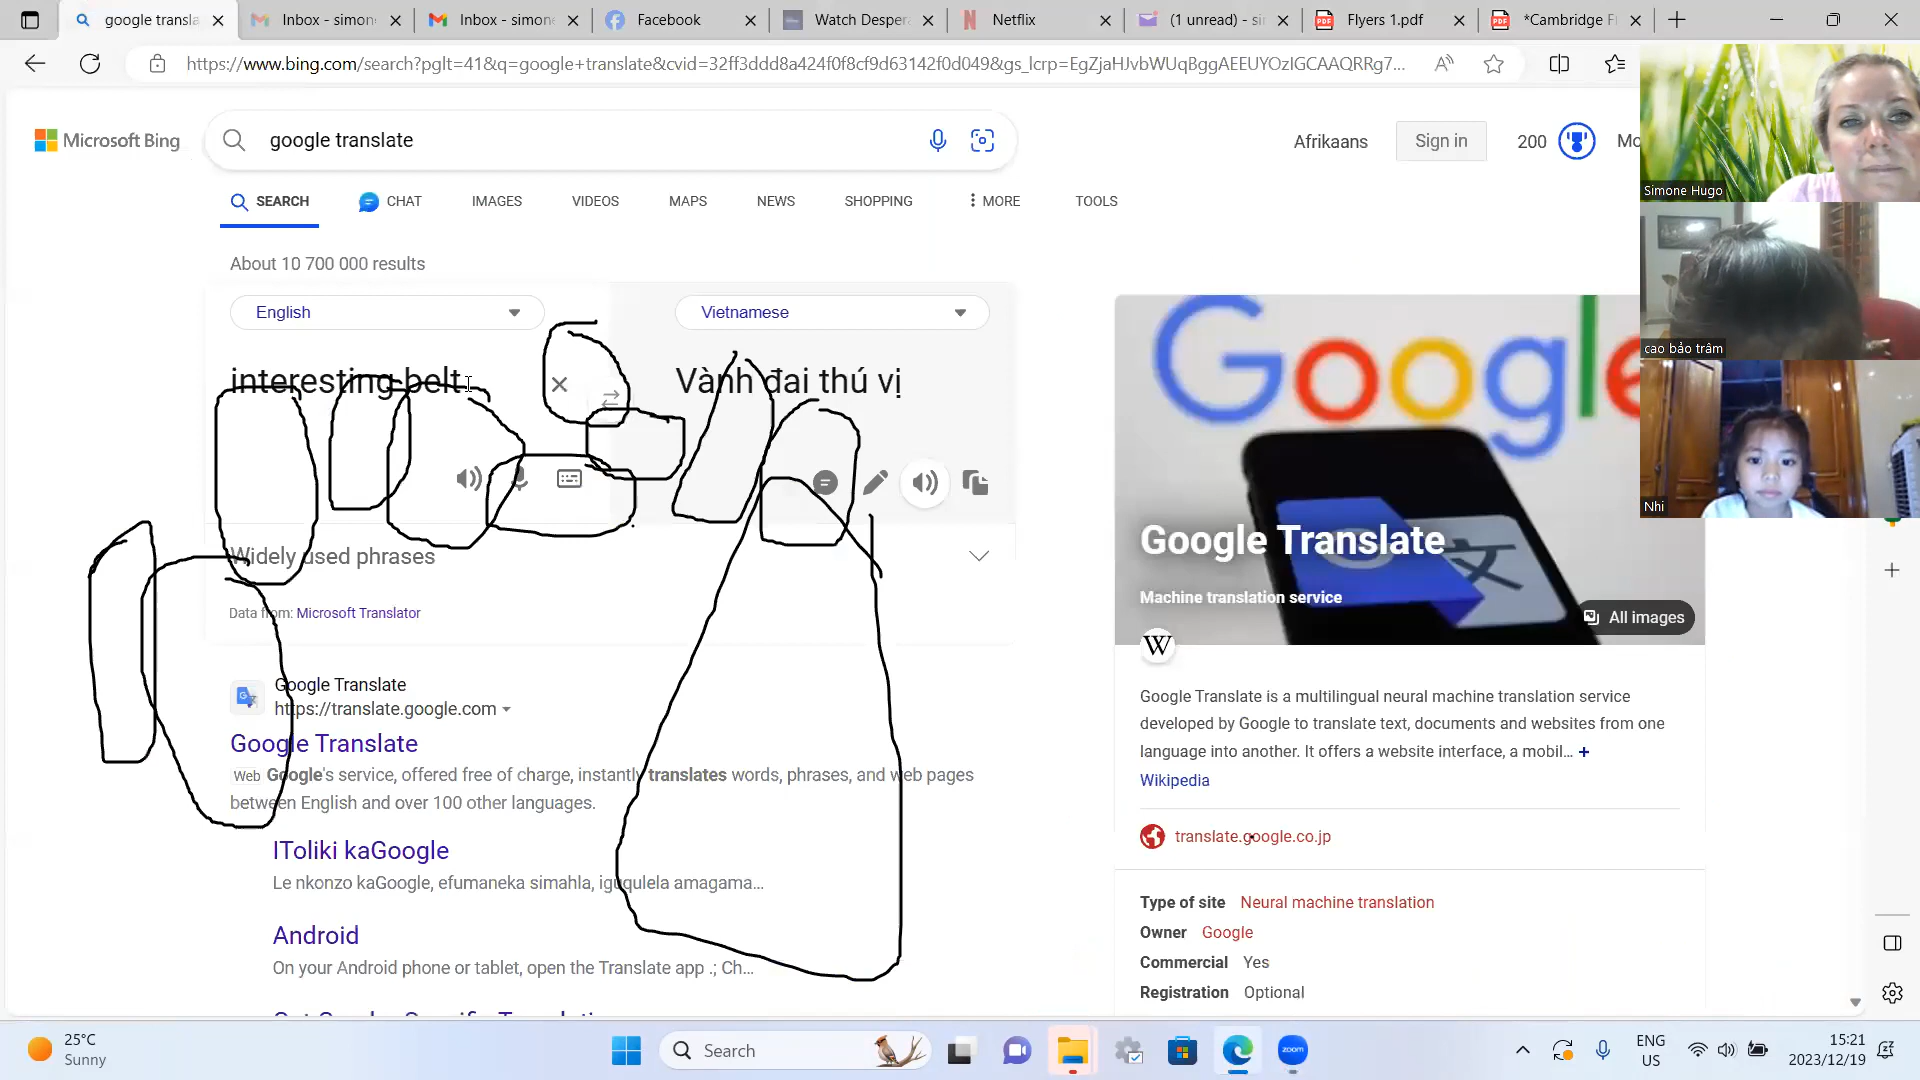 google transla
Inbox - simon
Inbox - simon
Facebook
Watch Despera
Netflix
(1 unread) - si
Flyers 1.pdf
*Cambridge F
https://www.bing.com/search?pglt=41&q=google+translate&cvid=32ff3ddd8a424f0f8cf9d63142f0d049&gs_lcrp=EgZjaHJvbWUqBggAEEUYOzIGCAAQRRg7...
Microsoft Bing
google translate
Afrikaans
Sign in
200
Mo
SEARCH
CHAT
IMAGES
VIDEOS
MAPS
NEWS
SHOPPING
MORE
TOOLS
About 10 700 000 results
English
Vietnamese
interesting belt
Vành đai thú vị
Widely used phrases
Data from: Microsoft Translator
Google Translate
https://translate.google.com
Google Translate
Web Google's service, offered free of charge, instantly translates words, phrases, and web pages
between English and over 100 other languages.
IToliki kaGoogle
Le nkonzo kaGoogle, efumaneka simahla, iguqulela amagama...
Android
On your Android phone or tablet, open the Translate app .; Ch...
Google
Google Translate
Machine translation service
All images
W
Google Translate is a multilingual neural machine translation service
developed by Google to translate text, documents and websites from one
language into another. It offers a website interface, a mobil... +
Wikipedia
translate.google.co.jp
Type of site Neural machine translation
Owner Google
Commercial Yes
Registration Optional
Simone Hugo
cao bảo trâm
Nhi
25°C
Sunny
Search
zoom
ENG
US
15:21
2023/12/19